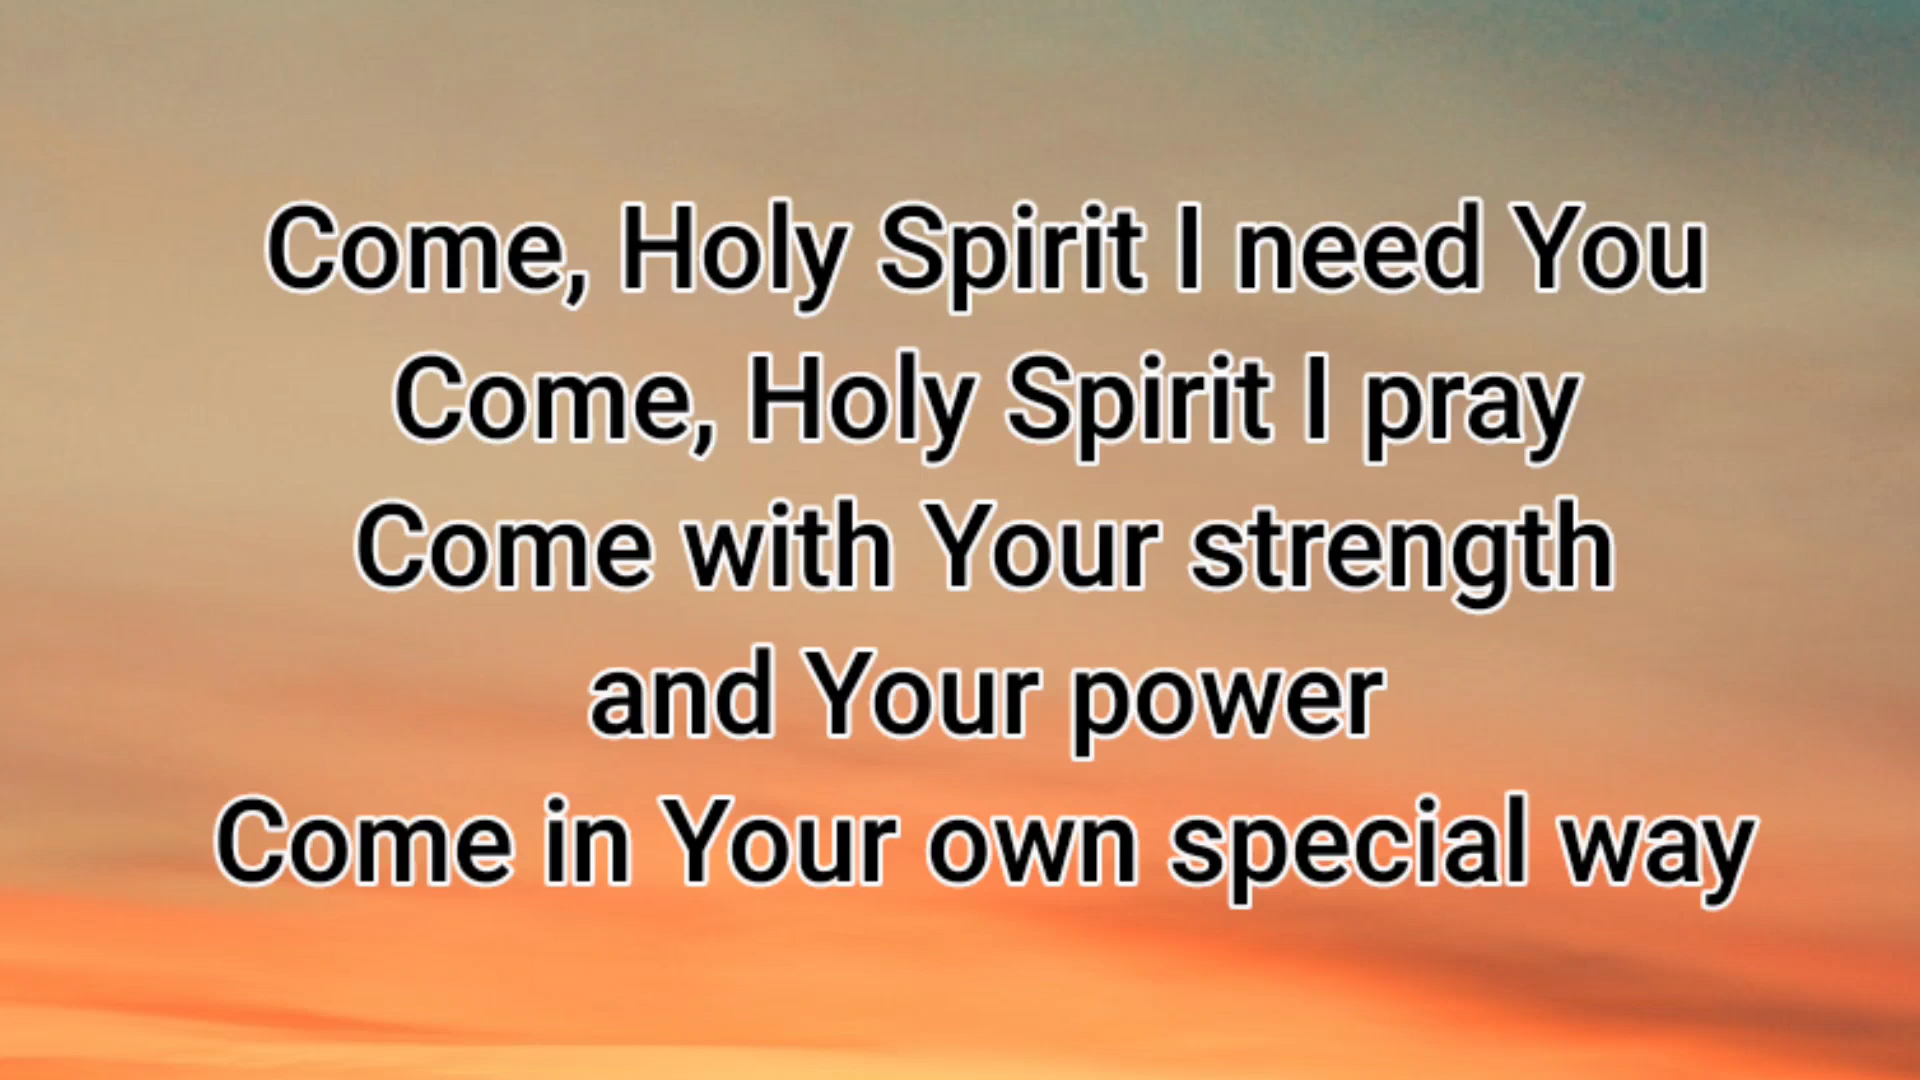 Come, Holy Spirit I need You
Come, Holy Spirit I pray
Come with Your strength
and Your power
Come in Your own special way